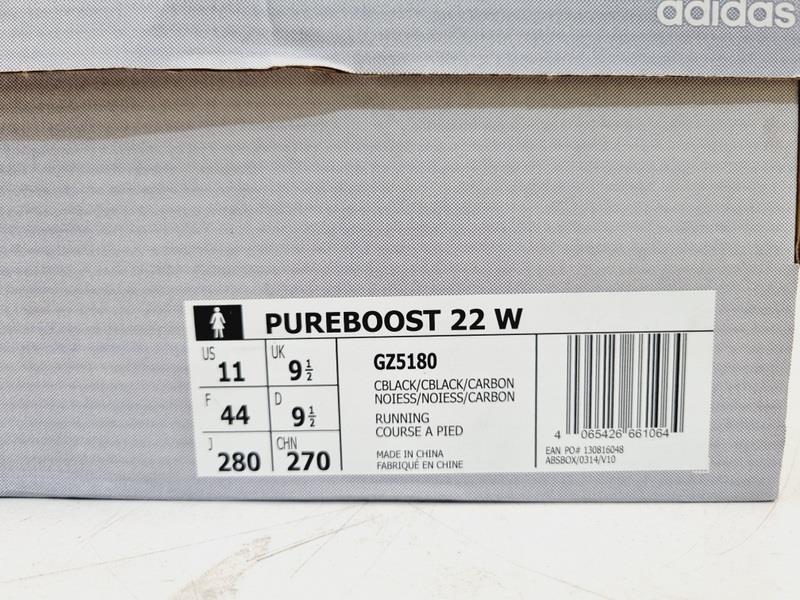 adidas
PUREBOOST 22 W
US 11 UK 9 1/2
F 44 D 9 1/2
J 280 CHN 270
GZ5180
CBLACK/CBLACK/CARBON
NOIESS/NOIESS/CARBON
RUNNING
COURSE A PIED
MADE IN CHINA
FABRIQUÉ EN CHINE
4 065426 661064
EAN PO# 130816048
ABSBOX/0314/V10